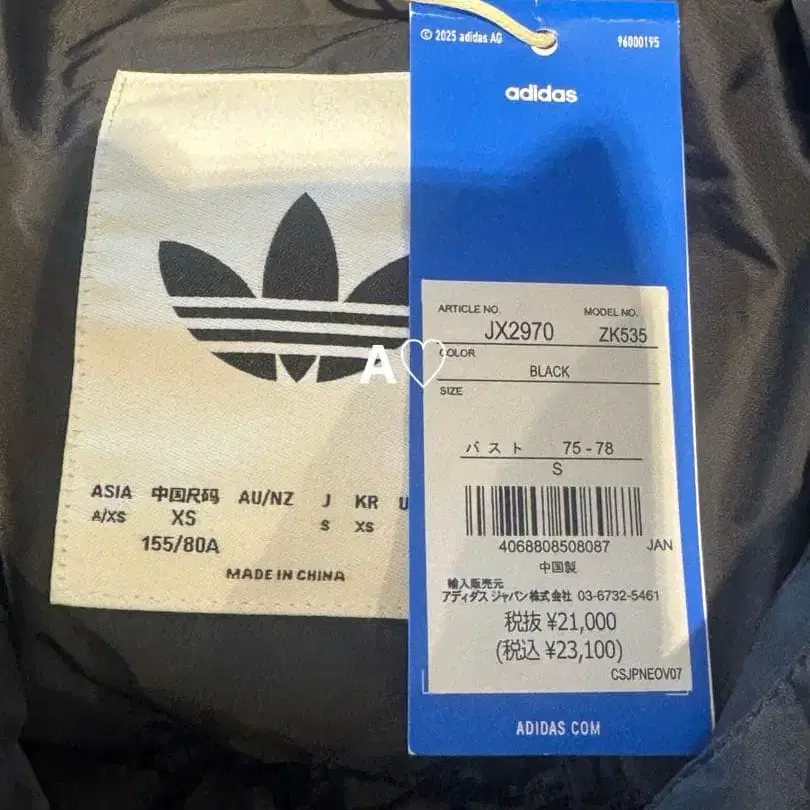 © 2025 adidas AG
96000195
adidas
ARTICLE NO. MODEL NO.
JX2970 ZK535
COLOR
BLACK
SIZE
バスト 75-78
S
4068808508087 JAN
中国製
輸入販売元
アディダス ジャパン株式会社 03-6732-5461
税抜 ¥21,000
(税込 ¥23,100)
CSJPNEOV07
ADIDAS.COM
A♡
ASIA 中国尺码 AU/NZ J KR U
A/XS XS S XS
155/80A
MADE IN CHINA